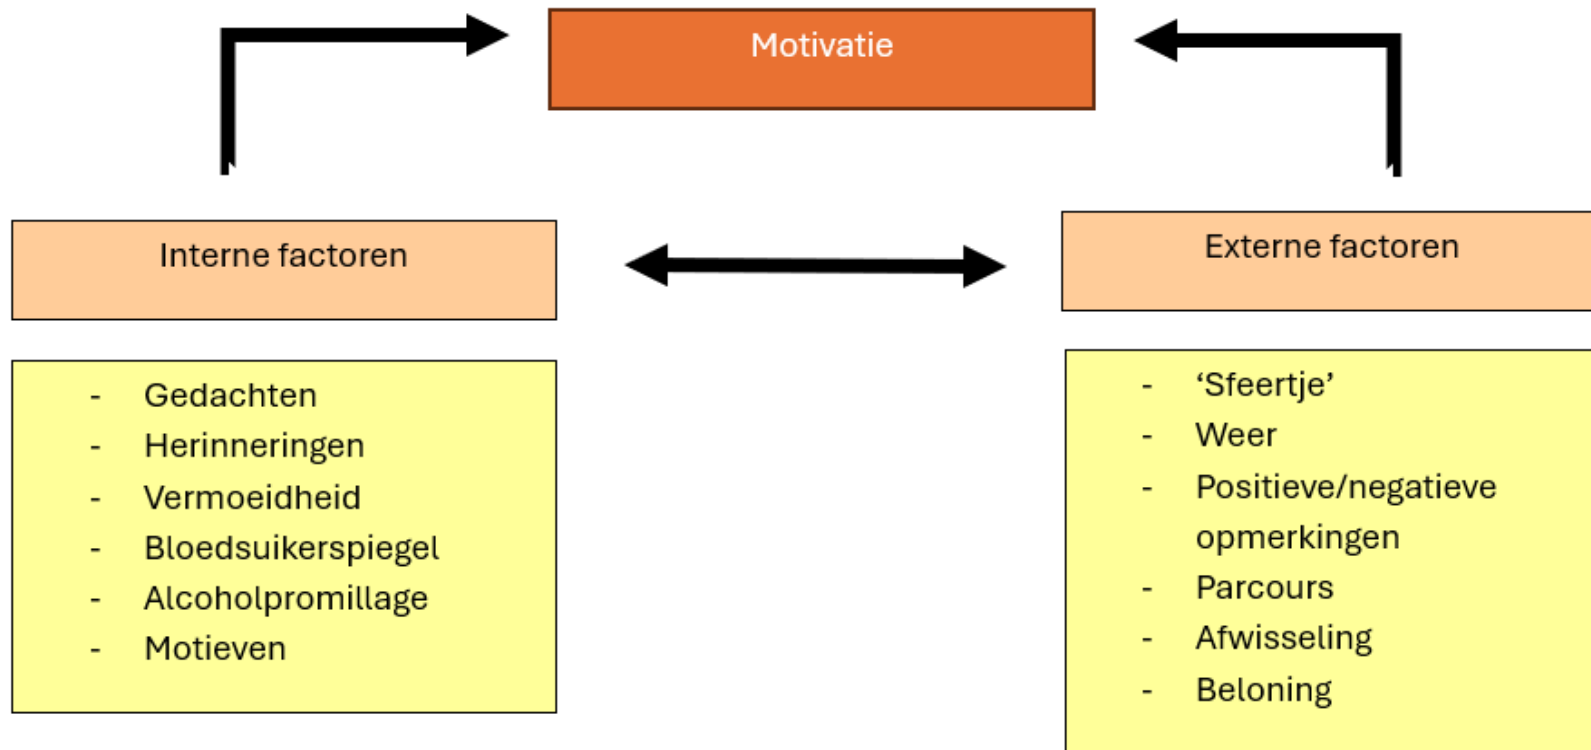 Motivatie
Interne factoren
- Gedachten
- Herinneringen
- Vermoeidheid
- Bloedsuikerspiegel
- Alcoholpromillage
- Motieven
Externe factoren
- ‘Sfeertje’
- Weer
- Positieve/negatieve
opmerkingen
- Parcours
- Afwisseling
- Beloning